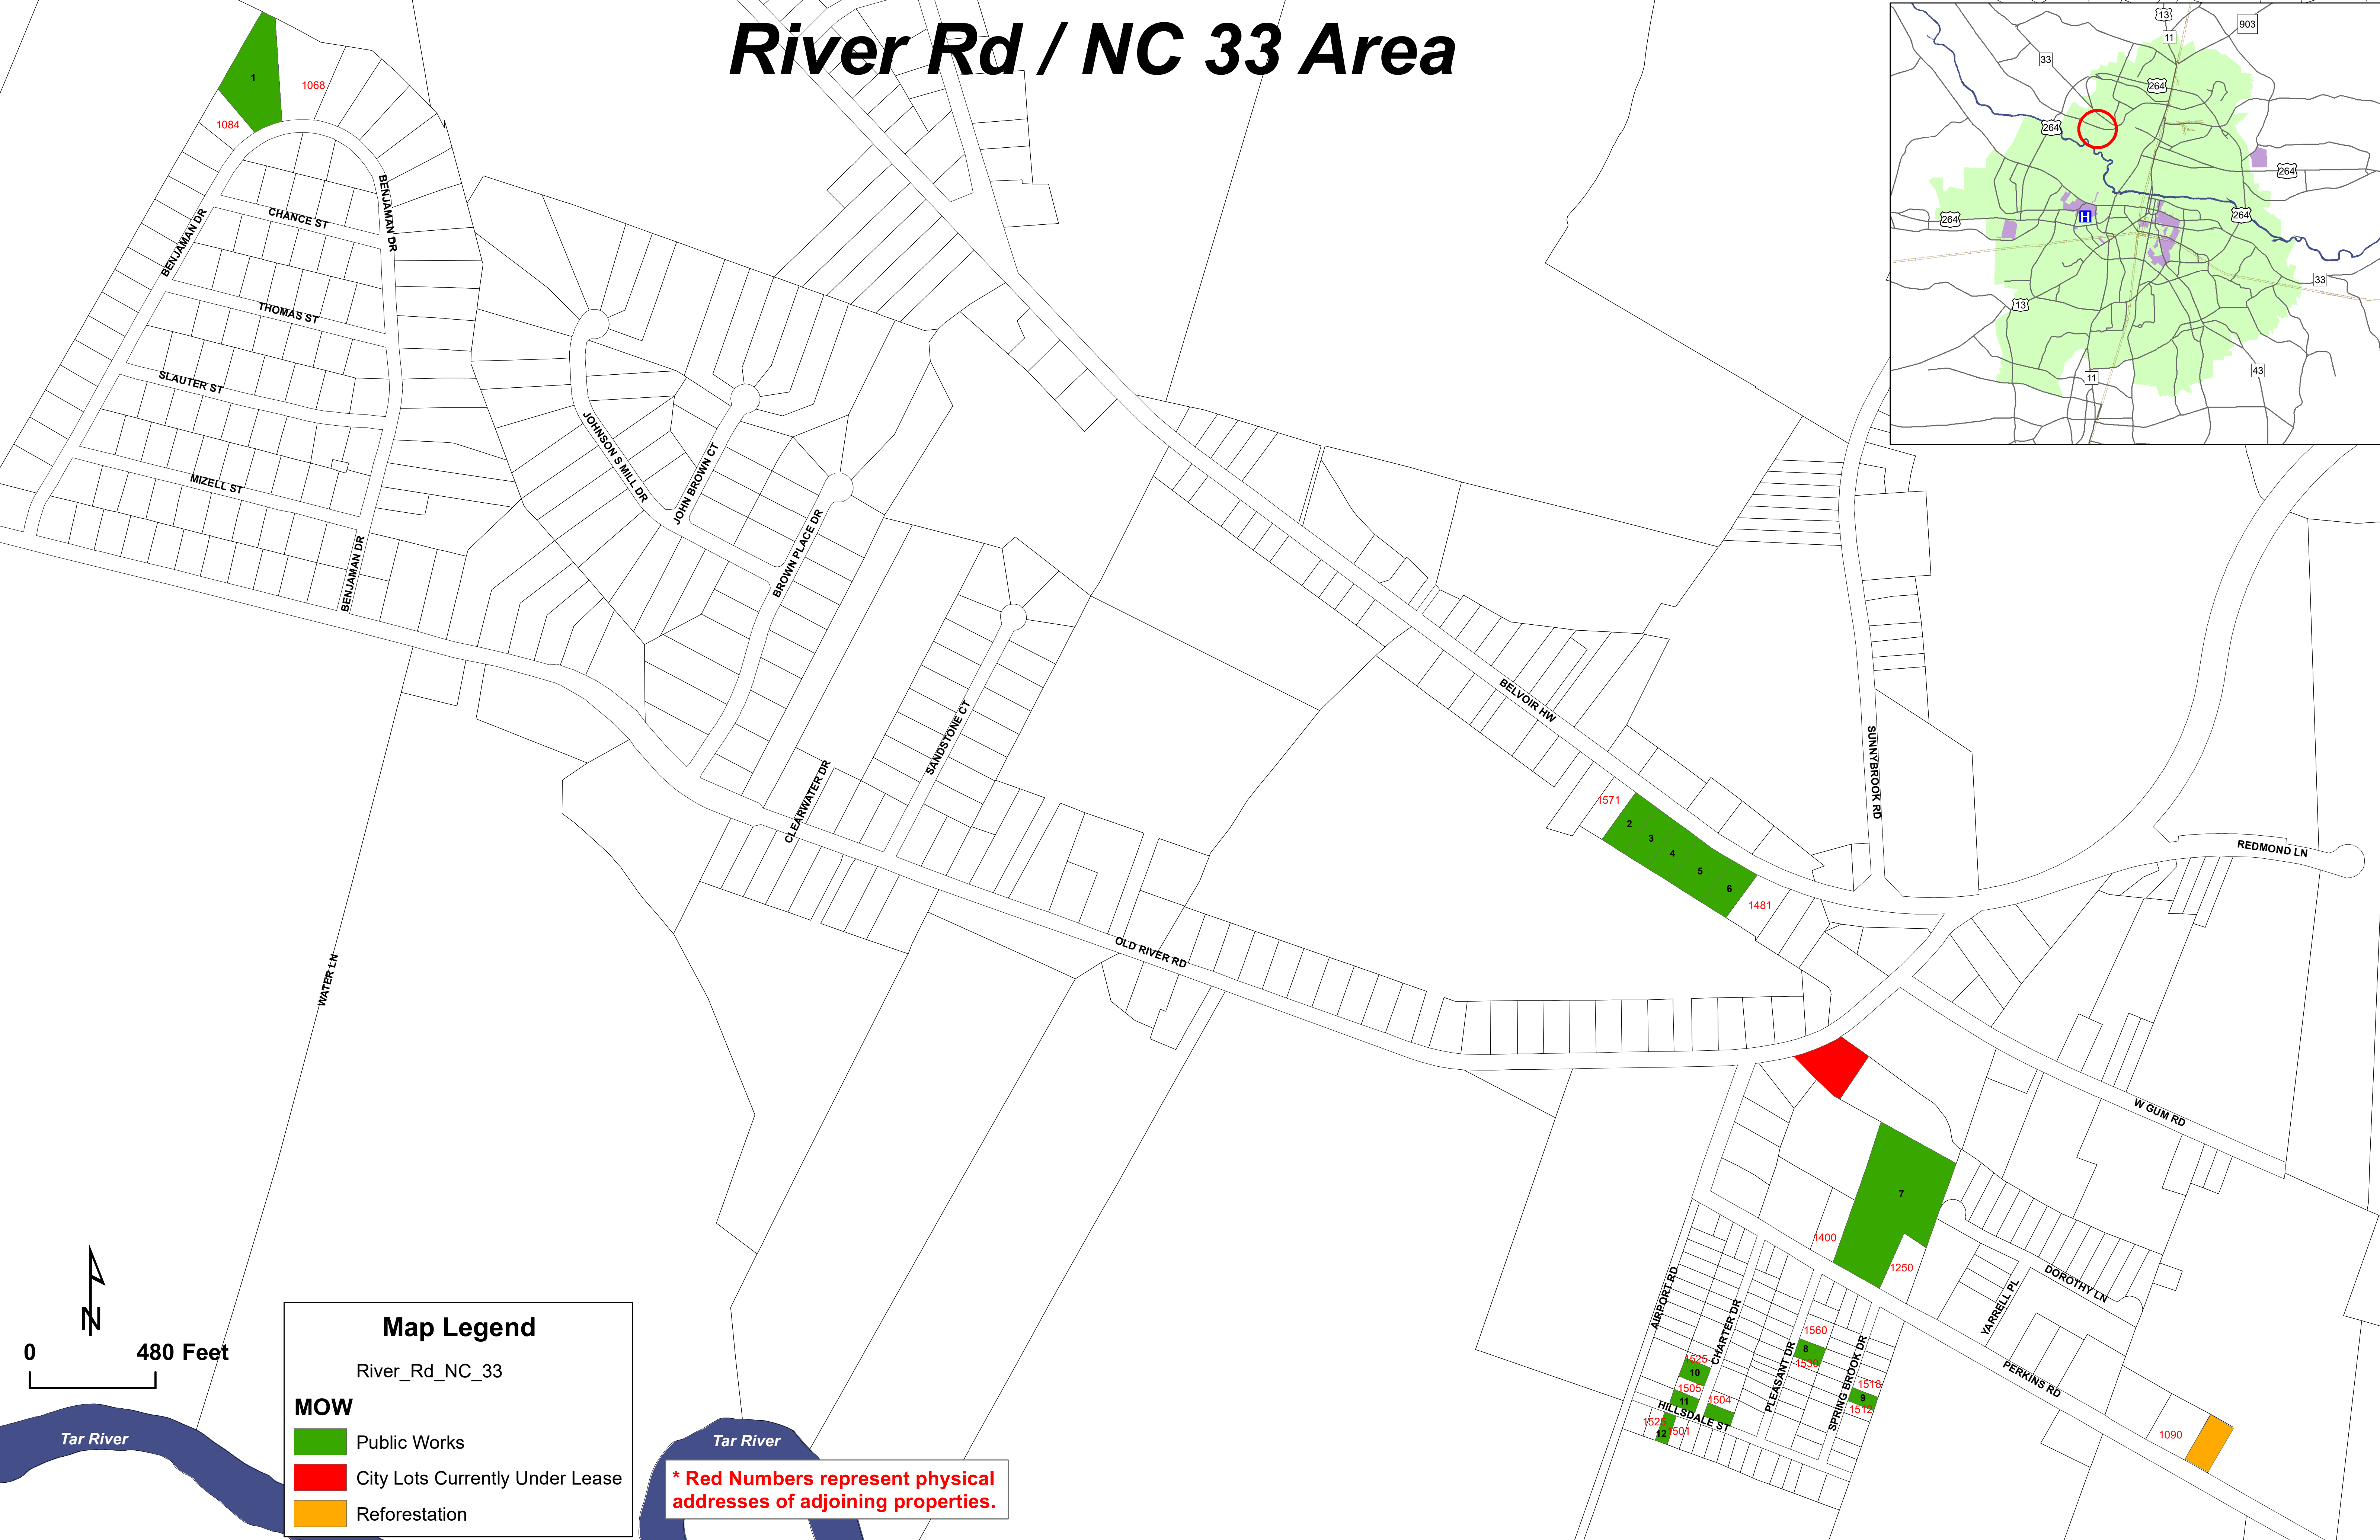 River Rd / NC 33 Area
13
903
11
33
264
264
264
264
264
H
33
13
11
43
1
1068
1084
BENJAMAN DR
CHANCE ST
BENJAMAN DR
THOMAS ST
SLAUTER ST
MIZELL ST
BENJAMAN DR
JOHNSON S MILL DR
JOHN BROWN CT
BROWN PLACE DR
SANDSTONE CT
CLEARWATER DR
BELVOIR HW
SUNNYBROOK RD
REDMOND LN
1571
2
3
4
5
6
1481
OLD RIVER RD
WATER LN
W GUM RD
7
1400
1250
DOROTHY LN
YARRELL PL
AIRPORT RD
CHARTER DR
PLEASANT DR
SPRING BROOK DR
PERKINS RD
1560
8
1530
1525
10
1505
11
1504
1518
9
1512
HILLSDALE ST
1525
12
1501
1090
N
0 480 Feet
Map Legend
River_Rd_NC_33
MOW
Public Works
City Lots Currently Under Lease
Reforestation
Tar River
Tar River
* Red Numbers represent physical
addresses of adjoining properties.